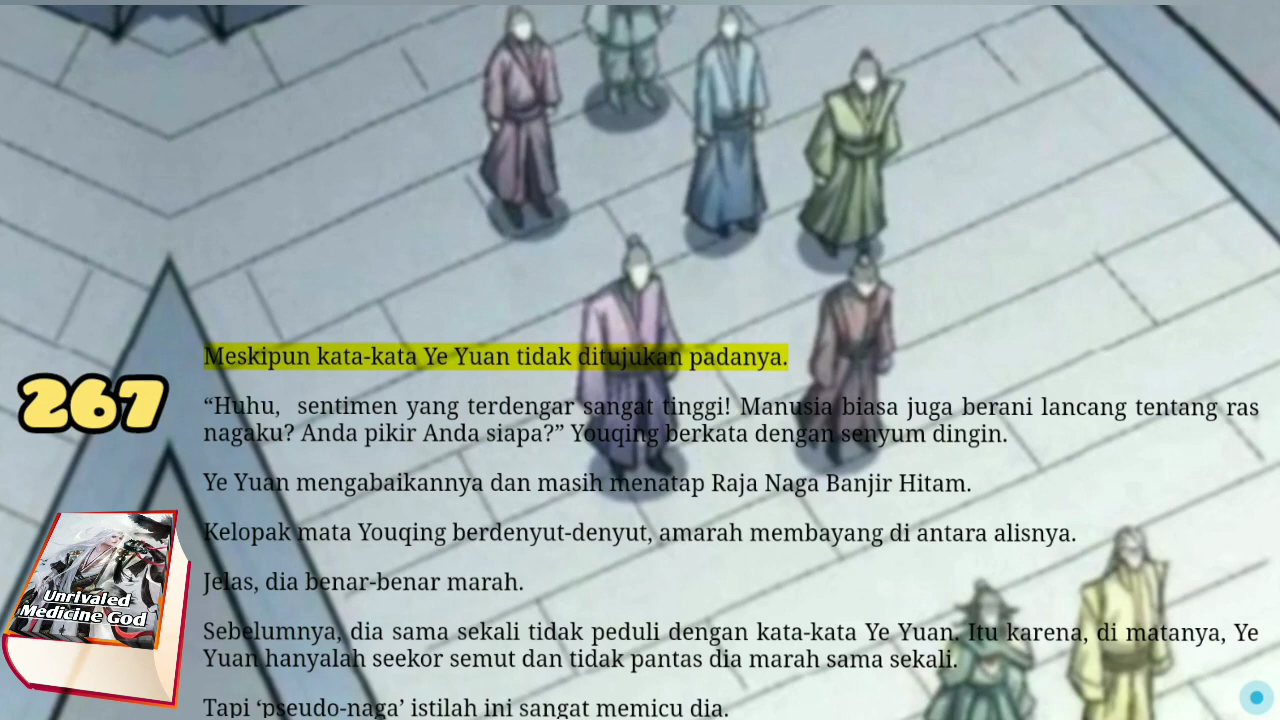 Meskipun kata-kata Ye Yuan tidak ditujukan padanya.
“Huhu,  sentimen yang terdengar sangat tinggi! Manusia biasa juga berani lancang tentang ras
nagaku? Anda pikir Anda siapa?” Youqing berkata dengan senyum dingin.
267
Ye Yuan mengabaikannya dan masih menatap Raja Naga Banjir Hitam.
Kelopak mata Youqing berdenyut-denyut, amarah membayang di antara alisnya.
Jelas, dia benar-benar marah.
Unrivaled
Medicine God
Sebelumnya, dia sama sekali tidak peduli dengan kata-kata Ye Yuan. Itu karena, di matanya, Ye
Yuan hanyalah seekor semut dan tidak pantas dia marah sama sekali.
Tapi ‘pseudo-naga’ istilah ini sangat memicu dia.